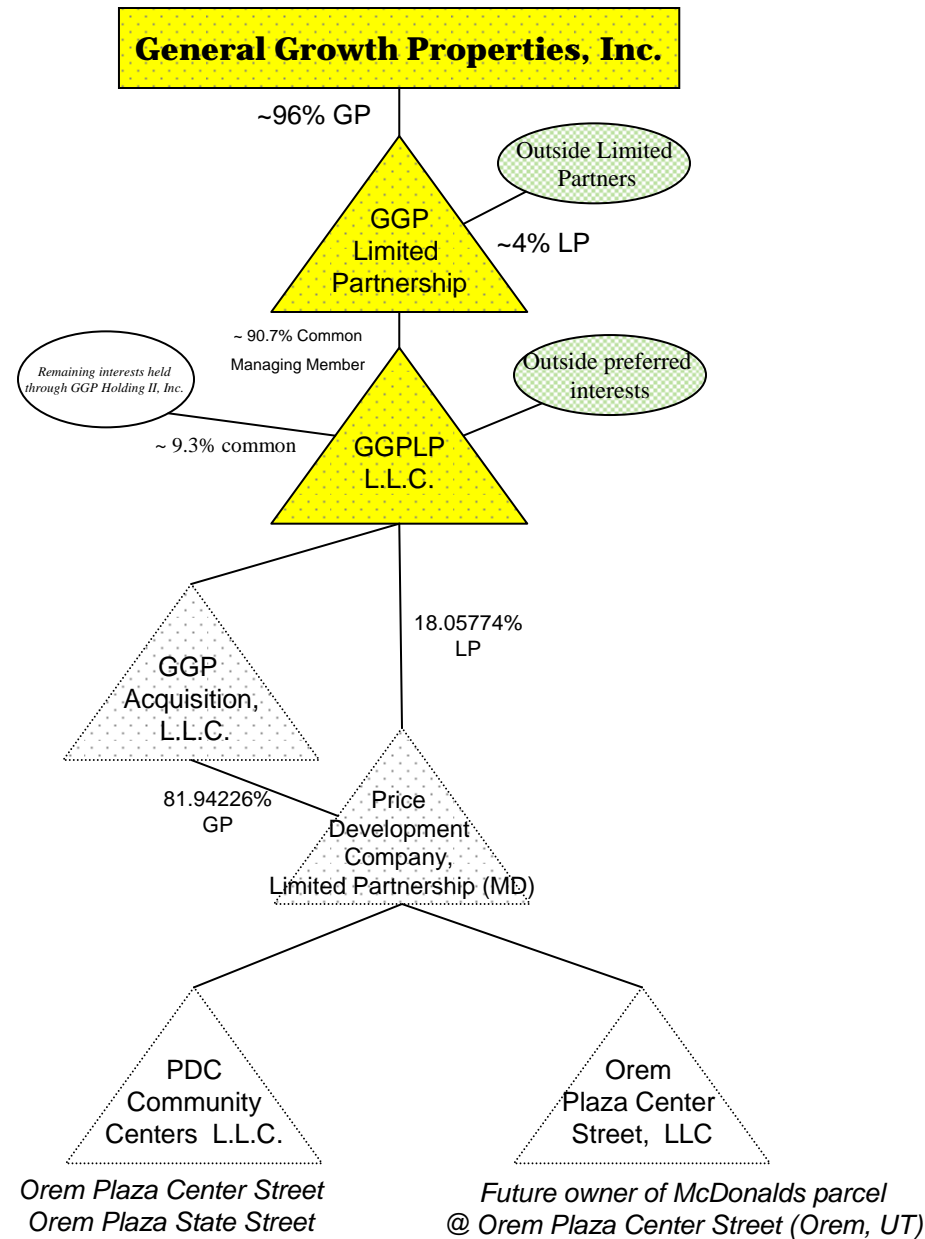 General Growth Properties, Inc.
~96% GP
Outside Limited
Partners
GGP
Limited
Partnership
~4% LP
~ 90.7% Common
Managing Member
Remaining interests held
through GGP Holding II, Inc.
Outside preferred
interests
~ 9.3% common
GGPLP
L.L.C.
18.05774%
LP
GGP
Acquisition,
L.L.C.
81.94226%
GP
Price
Development
Company,
Limited Partnership (MD)
PDC
Community
Centers L.L.C.
Orem Plaza Center Street
Orem Plaza State Street
Orem
Plaza Center
Street, LLC
Future owner of McDonalds parcel
@ Orem Plaza Center Street (Orem, UT)